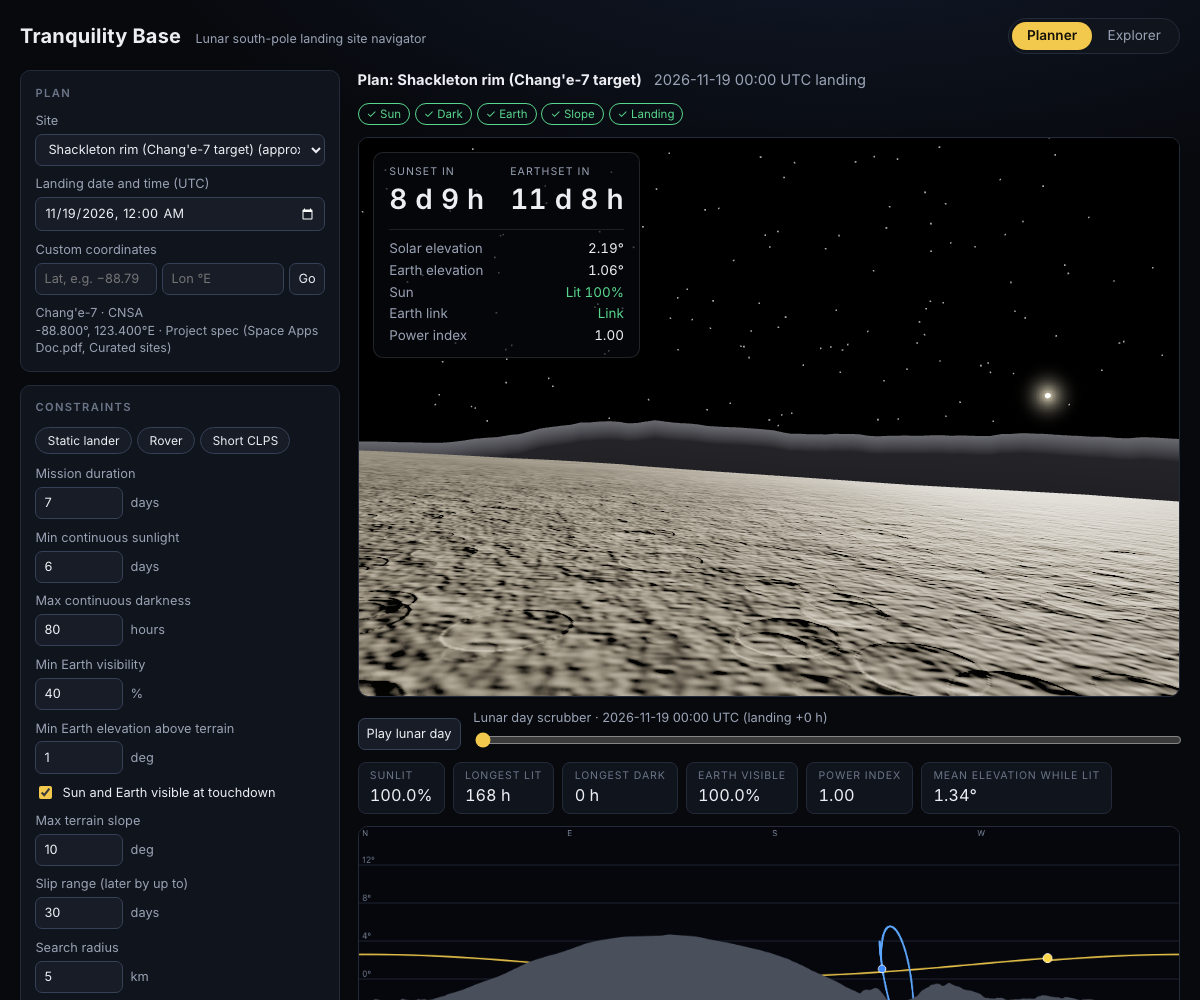 Tranquility Base
Lunar south-pole landing site navigator
Planner
Explorer
PLAN
Site
Shackleton rim (Chang'e-7 target) (approx
Landing date and time (UTC)
11/19/2026, 12:00 AM
Custom coordinates
Lat, e.g. −88.79
Lon °E
Go
Chang'e-7 · CNSA
-88.800°, 123.400°E · Project spec (Space Apps
Doc.pdf, Curated sites)
CONSTRAINTS
Static lander
Rover
Short CLPS
Mission duration
7 days
Min continuous sunlight
6 days
Max continuous darkness
80 hours
Min Earth visibility
40 %
Min Earth elevation above terrain
1 deg
Sun and Earth visible at touchdown
Max terrain slope
10 deg
Slip range (later by up to)
30 days
Search radius
5 km
Plan: Shackleton rim (Chang'e-7 target) 2026-11-19 00:00 UTC landing
✓ Sun
✓ Dark
✓ Earth
✓ Slope
✓ Landing
SUNSET IN
8 d 9 h
EARTHSET IN
11 d 8 h
Solar elevation 2.19°
Earth elevation 1.06°
Sun Lit 100%
Earth link Link
Power index 1.00
Play lunar day
Lunar day scrubber · 2026-11-19 00:00 UTC (landing +0 h)
SUNLIT
100.0%
LONGEST LIT
168 h
LONGEST DARK
0 h
EARTH VISIBLE
100.0%
POWER INDEX
1.00
MEAN ELEVATION WHILE LIT
1.34°
N E S W
12°
8°
4°
0°